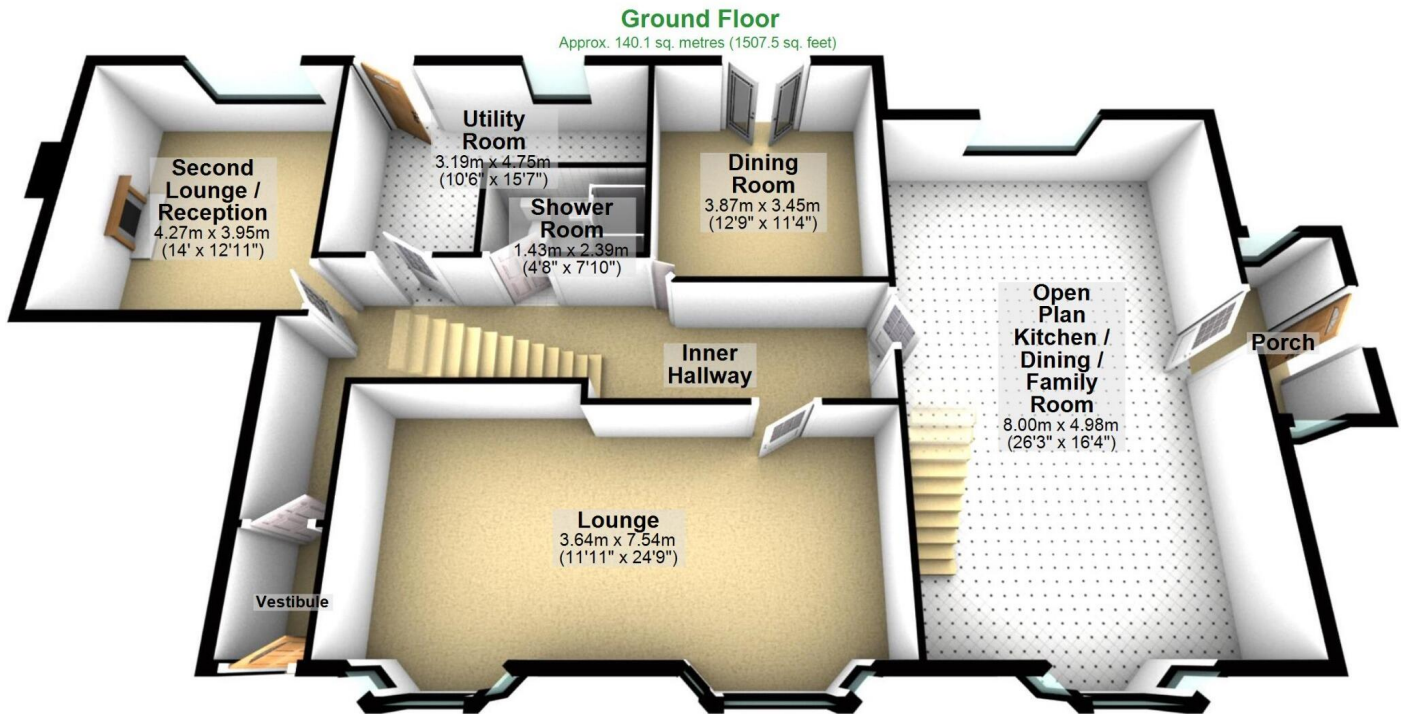 Ground Floor
Approx. 140.1 sq. metres (1507.5 sq. feet)
Utility
Room
3.19m x 4.75m
(10'6" x 15'7")
Second
Lounge /
Reception
4.27m x 3.95m
(14' x 12'11")
Dining
Room
3.87m x 3.45m
(12'9" x 11'4")
Shower
Room
1.43m x 2.39m
(4'8" x 7'10")
Open
Plan
Kitchen /
Dining /
Family
Room
8.00m x 4.98m
(26'3" x 16'4")
Porch
Inner
Hallway
Lounge
3.64m x 7.54m
(11'11" x 24'9")
Vestibule